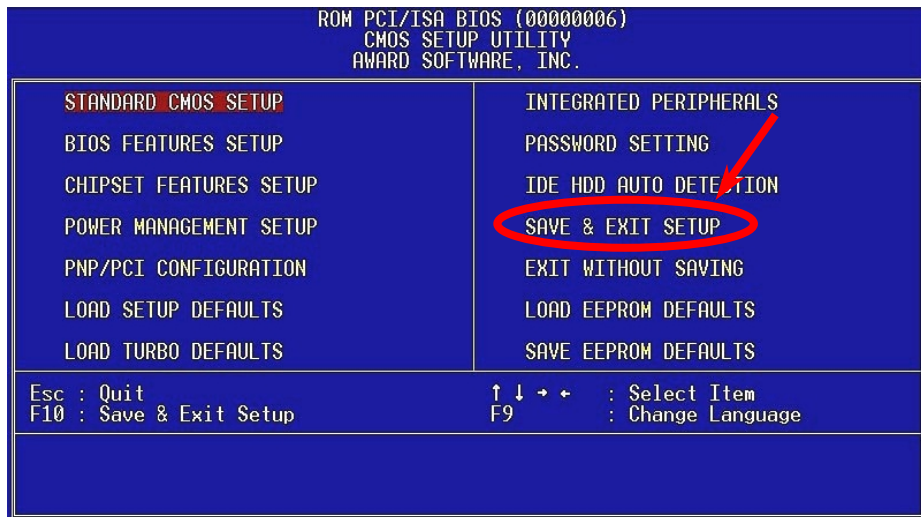 ROM PCI/ISA BIOS (00000006)
CMOS SETUP UTILITY
AWARD SOFTWARE, INC.
STANDARD CMOS SETUP
BIOS FEATURES SETUP
CHIPSET FEATURES SETUP
POWER MANAGEMENT SETUP
PNP/PCI CONFIGURATION
LOAD SETUP DEFAULTS
LOAD TURBO DEFAULTS
INTEGRATED PERIPHERALS
PASSWORD SETTING
IDE HDD AUTO DETECTION
SAVE & EXIT SETUP
EXIT WITHOUT SAVING
LOAD EEPROM DEFAULTS
SAVE EEPROM DEFAULTS
Esc : Quit
F10 : Save & Exit Setup
↑ ↓ → ← : Select Item
F9 : Change Language